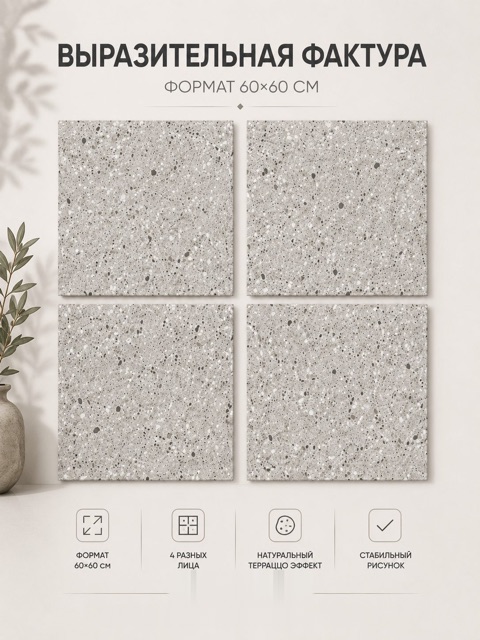 ВЫРАЗИТЕЛЬНАЯ ФАКТУРА
ФОРМАТ 60×60 СМ
ФОРМАТ
60×60 см
4 РАЗНЫХ
ЛИЦА
НАТУРАЛЬНЫЙ
ТЕРРАЦЦО ЭФФЕКТ
СТАБИЛЬНЫЙ
РИСУНОК